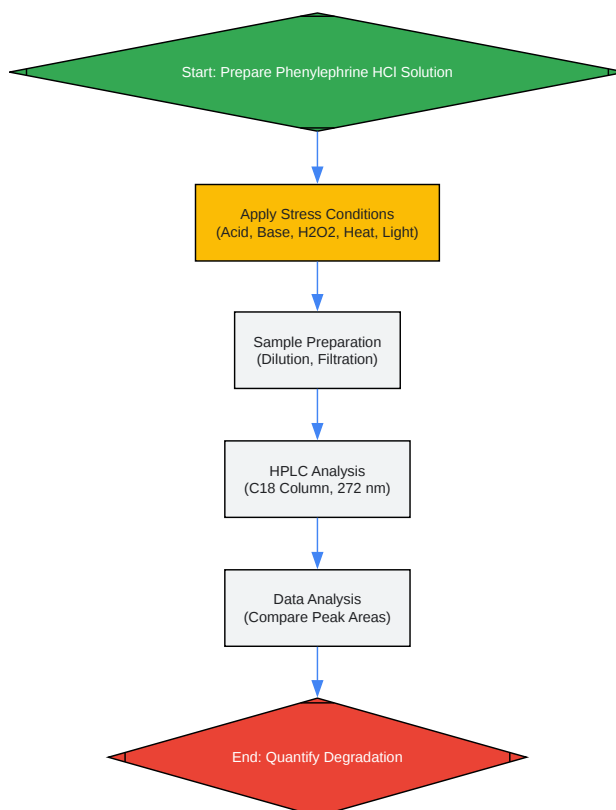 Start: Prepare Phenylephrine HCl Solution
Apply Stress Conditions
(Acid, Base, H2O2, Heat, Light)
Sample Preparation
(Dilution, Filtration)
HPLC Analysis
(C18 Column, 272 nm)
Data Analysis
(Compare Peak Areas)
End: Quantify Degradation